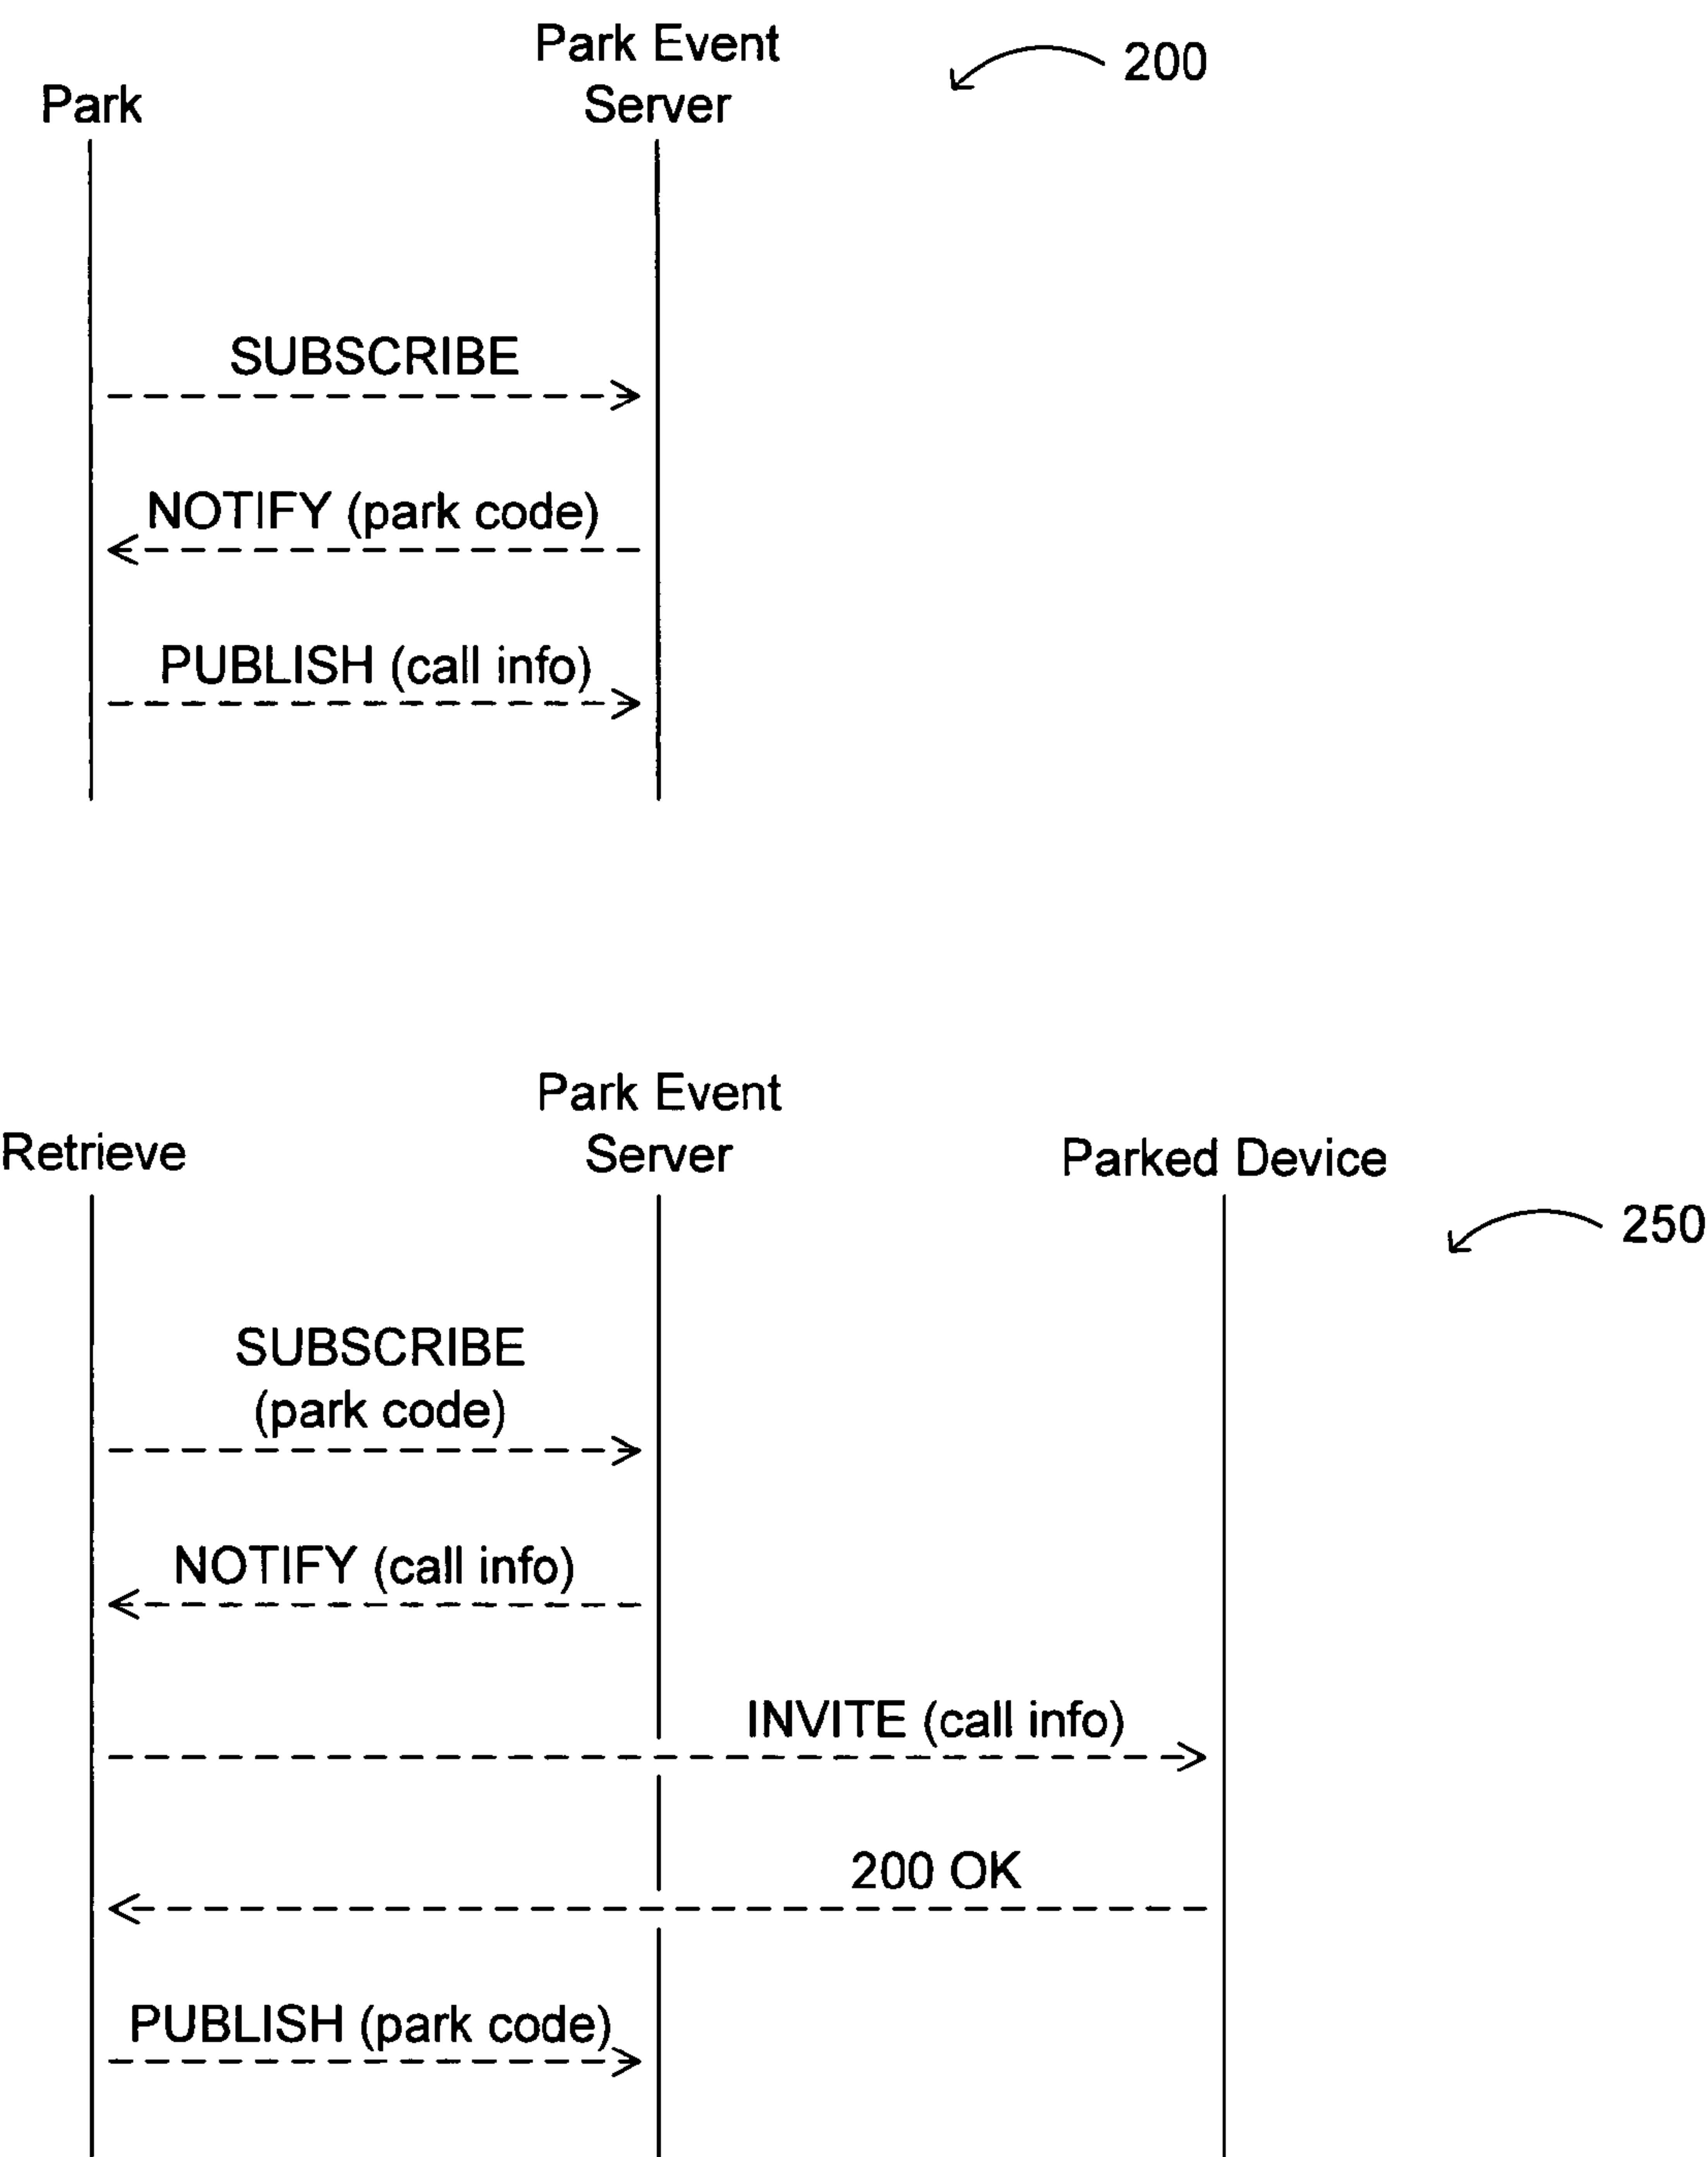 Park Event
Server
200
Park
SUBSCRIBE
NOTIFY (park code)
PUBLISH (call info)
Park Event
Server
Retrieve
Parked Device
250
SUBSCRIBE
(park code)
NOTIFY (call info)
INVITE (call info)
200 OK
PUBLISH (park code)